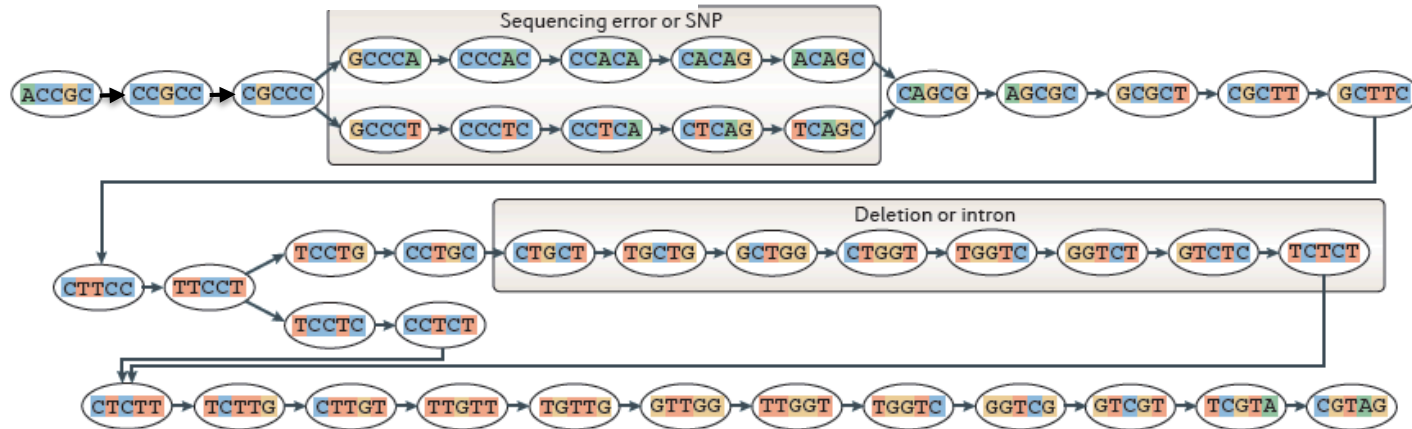 Sequencing error or SNP
GCCCA CCCAC CCACA CACAG ACAGC
ACCGC CCGCC CGCCC CAGCG AGCGC GCGCT CGCTT GCTTC
GCCCT CCCTC CCTCA CTCAG TCAGC
Deletion or intron
TCCTG CCTGC CTGCT TGCTG GCTGG CTGGT TGGTC GGTCT GTCTC TCTCT
CTTCC TTCCT
TCCTC CCTCT
CTCTT TCTTG CTTGT TTGTT TGTTG GTTGG TTGGT TGGTC GGTCG GTCGT TCGTA CGTAG